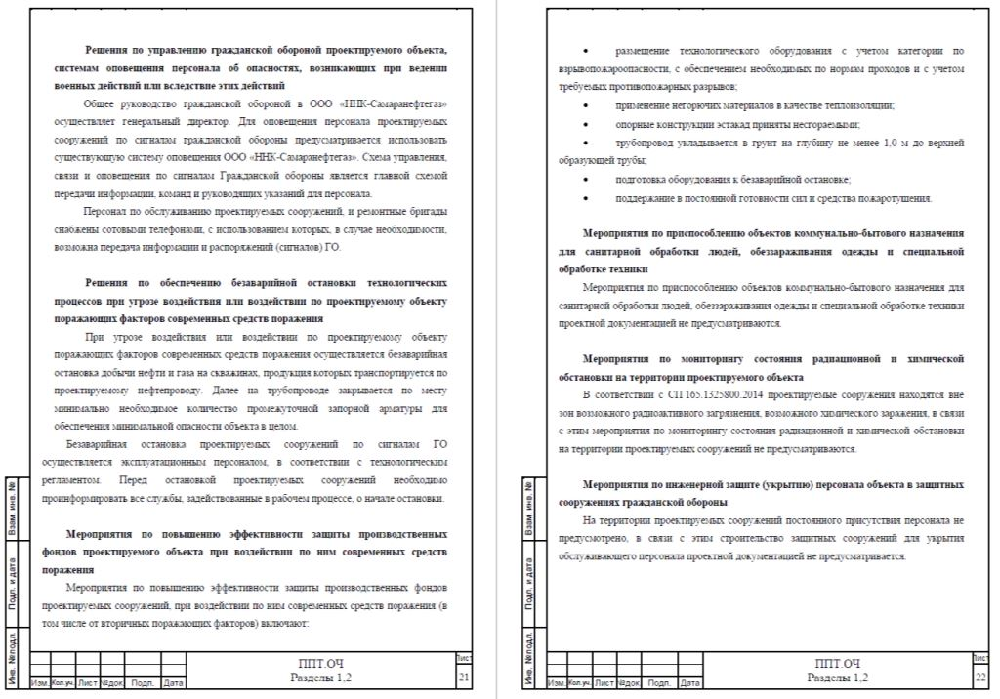 Решения по управлению гражданской обороной проектируемого объекта,
системам оповещения персонала об опасностях, возникающих при ведении
военных действий или вследствие этих действий
Общее руководство гражданской обороной в ООО «ННК-Самаранефтегаз»
осуществляет генеральный директор. Для оповещения персонала проектируемых
сооружений по сигналам гражданской обороны предусматривается использовать
существующую систему оповещения ООО «ННК-Самаранефтегаз». Схема управления,
связи и оповещения по сигналам Гражданской обороны является главной схемой
передачи информации, команд и руководящих указаний для персонала.
Персонал по обслуживанию проектируемых сооружений, и ремонтные бригады
снабжены сотовыми телефонами, с использованием которых, в случае необходимости,
возможна передача информации и распоряжений (сигналов) ГО.
Решения по обеспечению безаварийной остановки технологических
процессов при угрозе воздействия или воздействии по проектируемому объекту
поражающих факторов современных средств поражения
При угрозе воздействия или воздействии по проектируемому объекту
поражающих факторов современных средств поражения осуществляется безаварийная
остановка добычи нефти и газа на скважинах, продукция которых транспортируется по
проектируемому нефтепроводу. Далее на трубопроводе закрывается по месту
минимально необходимое количество промежуточной запорной арматуры для
обеспечения минимальной опасности объекта в целом.
Безаварийная остановка проектируемых сооружений по сигналам ГО
осуществляется эксплуатационным персоналом, в соответствии с технологическим
регламентом. Перед остановкой проектируемых сооружений необходимо
проинформировать все службы, задействованные в рабочем процессе, о начале остановки.
Мероприятия по повышению эффективности защиты производственных
фондов проектируемого объекта при воздействии по ним современных средств
поражения
Мероприятия по повышению эффективности защиты производственных фондов
проектируемых сооружений, при воздействии по ним современных средств поражения (в
том числе от вторичных поражающих факторов) включают:
Взам. инв. №
Подп. и дата
Инв. №подл.
Изм. Кол.уч. Лист №док. Подп. Дата
ППТ.ОЧ
Разделы 1,2
Лист
21
• размещение технологического оборудования с учетом категории по
взрывопожароопасности, с обеспечением необходимых по нормам проходов и с учетом
требуемых противопожарных разрывов;
• применение негорючих материалов в качестве теплоизоляции;
• опорные конструкции эстакад приняты несгораемыми;
• трубопровод укладывается в грунт на глубину не менее 1,0 м до верхней
образующей трубы;
• подготовка оборудования к безаварийной остановке;
• поддержание в постоянной готовности сил и средства пожаротушения.
Мероприятия по приспособлению объектов коммунально-бытового назначения
для санитарной обработки людей, обеззараживания одежды и специальной
обработке техники
Мероприятия по приспособлению объектов коммунально-бытового назначения для
санитарной обработки людей, обеззараживания одежды и специальной обработке техники
проектной документацией не предусматриваются.
Мероприятия по мониторингу состояния радиационной и химической
обстановки на территории проектируемого объекта
В соответствии с СП 165.1325800.2014 проектируемые сооружения находятся вне
зон возможного радиоактивного загрязнения, возможного химического заражения, в связи
с этим мероприятия по мониторингу состояния радиационной и химической обстановки
на территории проектируемых сооружений не предусматриваются.
Мероприятия по инженерной защите (укрытию) персонала объекта в защитных
сооружениях гражданской обороны
На территории проектируемых сооружений постоянного присутствия персонала не
предусмотрено, в связи с этим строительство защитных сооружений для укрытия
обслуживающего персонала проектной документацией не предусматривается.
Взам. инв. №
Подп. и дата
Инв. №подл.
Изм. Кол.уч. Лист №док. Подп. Дата
ППТ.ОЧ
Разделы 1,2
Лист
22